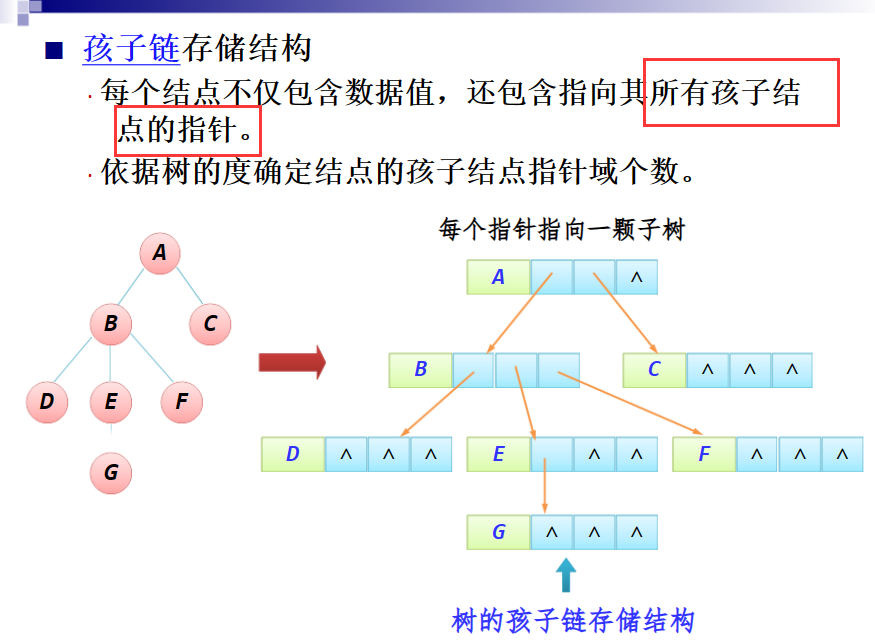 孩子链存储结构
每个结点不仅包含数据值，还包含指向其所有孩子结
点的指针。
依据树的度确定结点的孩子结点指针域个数。
每个指针指向一颗子树
A
B C
D E F
G
A ∧
B C ∧ ∧ ∧
D ∧ ∧ ∧ E ∧ ∧ F ∧ ∧ ∧
G ∧ ∧ ∧
树的孩子链存储结构